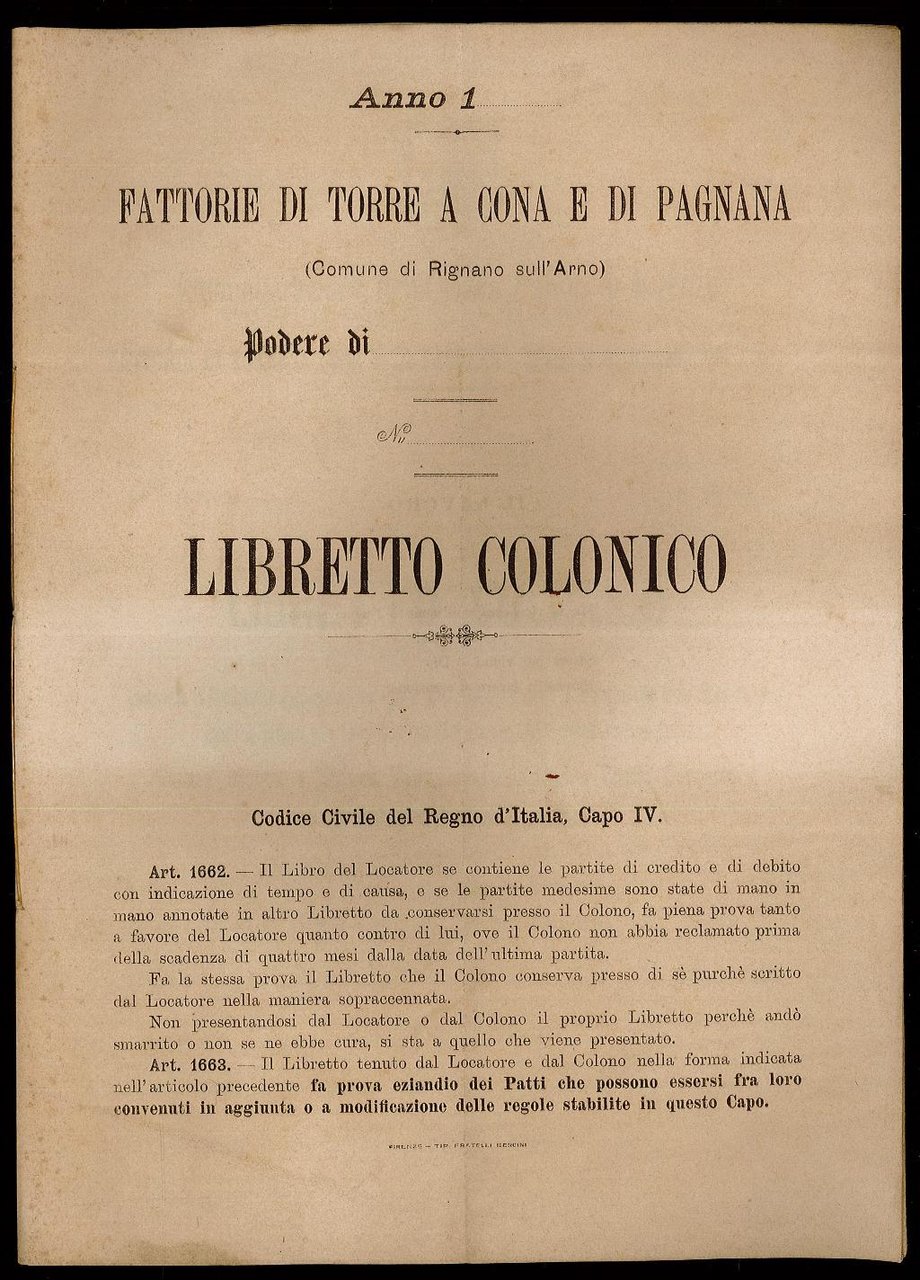 Anno 1
FATTORIE DI TORRE A CONA E DI PAGNANA
(Comune di Rignano sull'Arno)
Podere di
N.
LIBRETTO COLONICO
Codice Civile del Regno d'Italia, Capo IV.
Art. 1662. — Il Libro del Locatore se contiene le partite di credito e di debito
con indicazione di tempo e di causa, e se le partite medesime sono state di mano in
mano annotate in altro Libretto da conservarsi presso il Colono, fa piena prova tanto
a favore del Locatore quanto contro di lui, ove il Colono non abbia reclamato prima
della scadenza di quattro mesi dalla data dell'ultima partita.
Fa la stessa prova il Libretto che il Colono conserva presso di sè purchè scritto
dal Locatore nella maniera sopraccennata.
Non presentandosi dal Locatore o dal Colono il proprio Libretto perchè andò
smarrito o non se ne ebbe cura, si sta a quello che viene presentato.
Art. 1663. — Il Libretto tenuto dal Locatore e dal Colono nella forma indicata
nell'articolo precedente fa prova eziandio dei Patti che possono essersi fra loro
convenuti in aggiunta o a modificazione delle regole stabilite in questo Capo.
FIRENZE — TIP. FRATELLI BENCINI